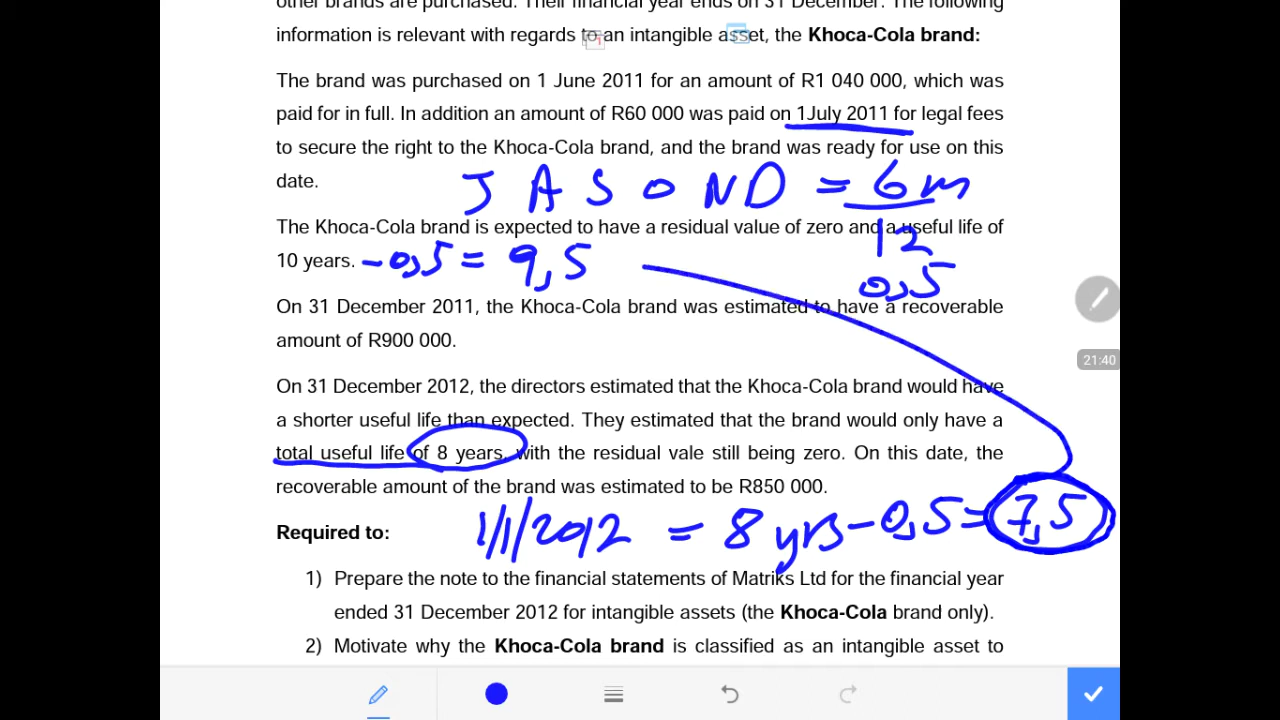 other brands are purchased. Their financial year ends on 31 December. The following
information is relevant with regards to an intangible asset, the Khoca-Cola brand:
The brand was purchased on 1 June 2011 for an amount of R1 040 000, which was
paid for in full. In addition an amount of R60 000 was paid on 1July 2011 for legal fees
to secure the right to the Khoca-Cola brand, and the brand was ready for use on this
date.
J A S O N D = 6m
The Khoca-Cola brand is expected to have a residual value of zero and a useful life of
12
10 years. -0,5 = 9,5
0,5
On 31 December 2011, the Khoca-Cola brand was estimated to have a recoverable
amount of R900 000.
21:40
On 31 December 2012, the directors estimated that the Khoca-Cola brand would have
a shorter useful life than expected. They estimated that the brand would only have a
total useful life of 8 years, with the residual vale still being zero. On this date, the
recoverable amount of the brand was estimated to be R850 000.
1/1/2012 = 8 yrs - 0,5 = 7,5
Required to:
1) Prepare the note to the financial statements of Matriks Ltd for the financial year
ended 31 December 2012 for intangible assets (the Khoca-Cola brand only).
2) Motivate why the Khoca-Cola brand is classified as an intangible asset to